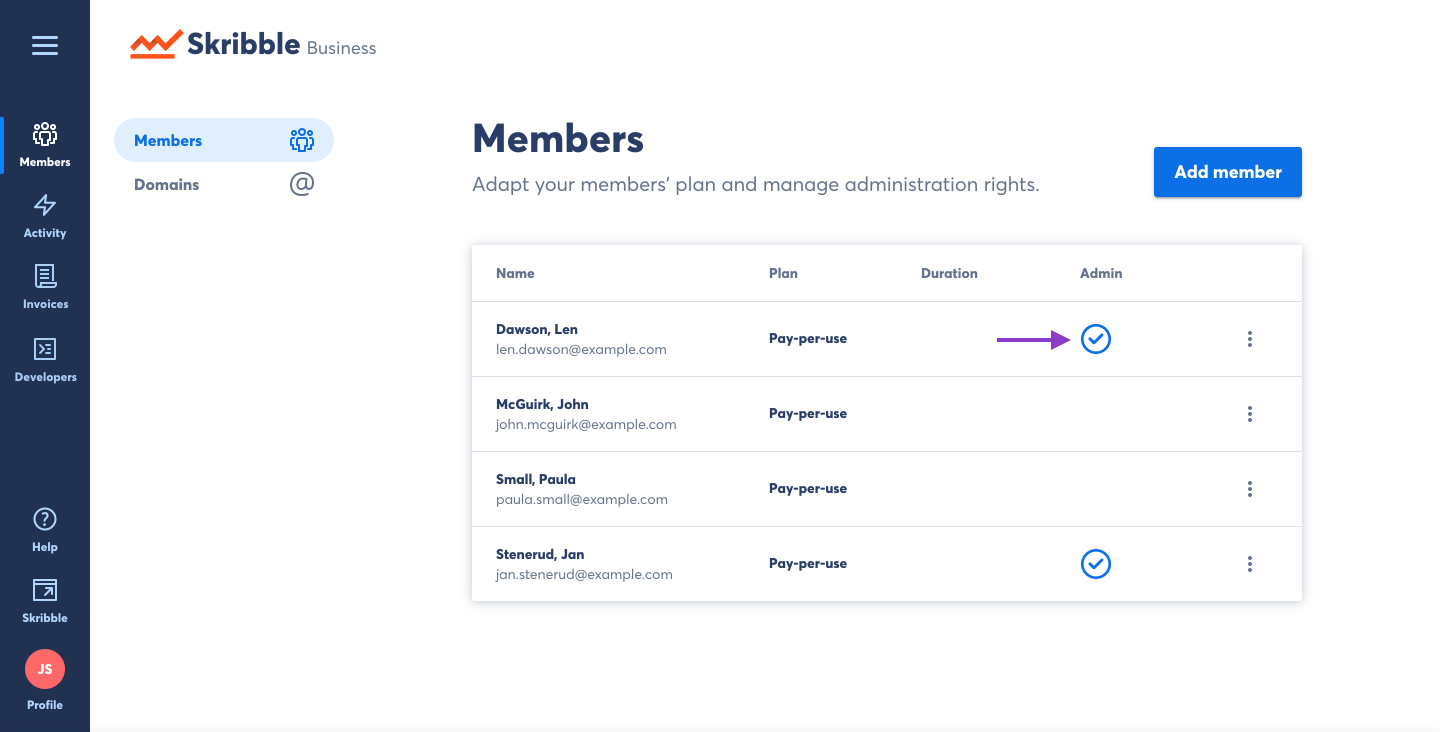 Skribble Business
Members
Activity
Invoices
Developers
Help
Skribble
JS
Profile
Members
Domains
Members
Adapt your members' plan and manage administration rights.
Add member
Name Plan Duration Admin
Dawson, Len
len.dawson@example.com
Pay-per-use
McGuirk, John
john.mcguirk@example.com
Pay-per-use
Small, Paula
paula.small@example.com
Pay-per-use
Stenerud, Jan
jan.stenerud@example.com
Pay-per-use